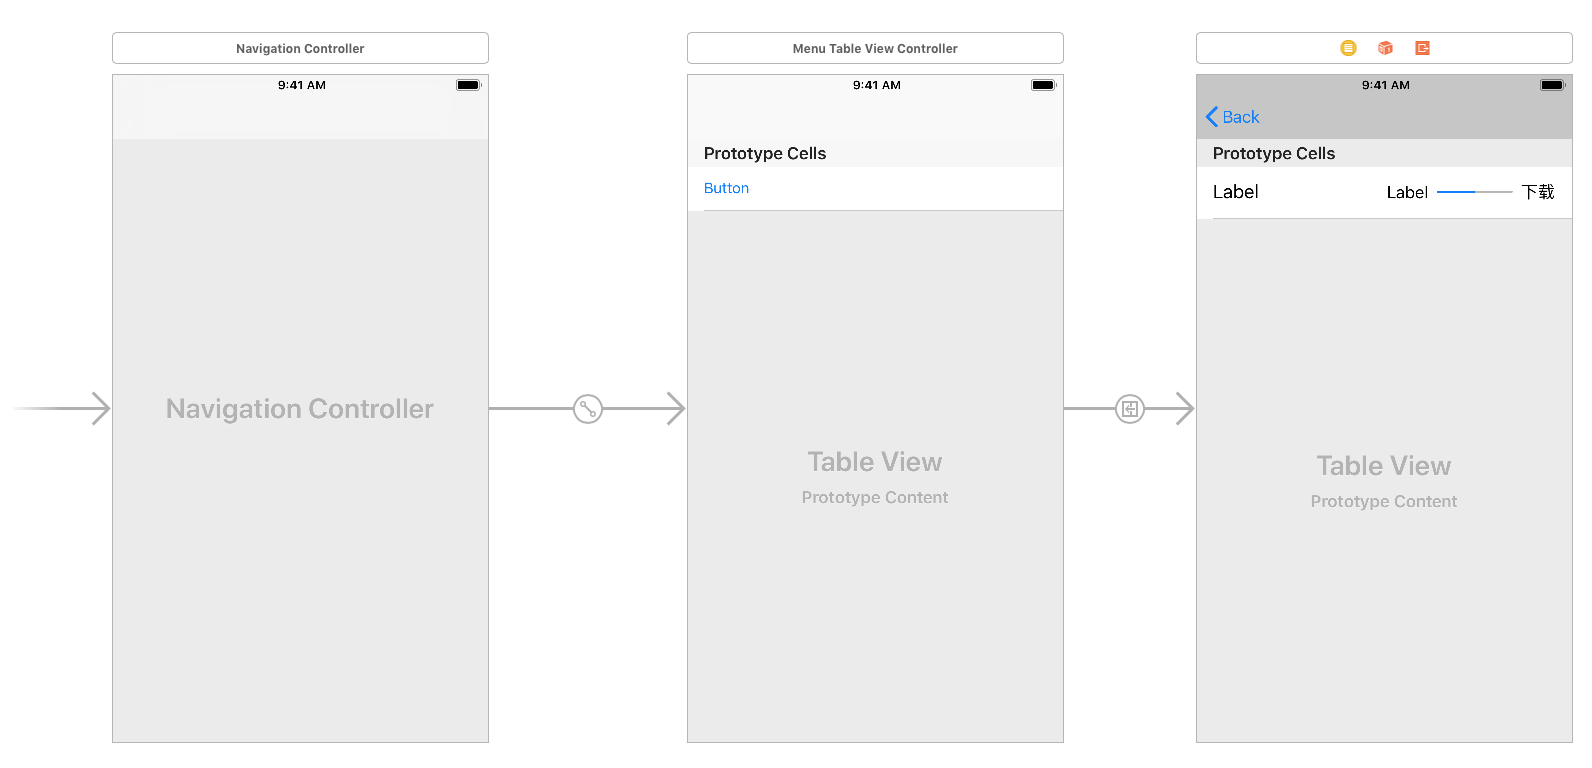 Navigation Controller
9:41 AM
Navigation Controller
Menu Table View Controller
9:41 AM
Prototype Cells
Button
Table View
Prototype Content
9:41 AM
Back
Prototype Cells
Label Label 下载
Table View
Prototype Content